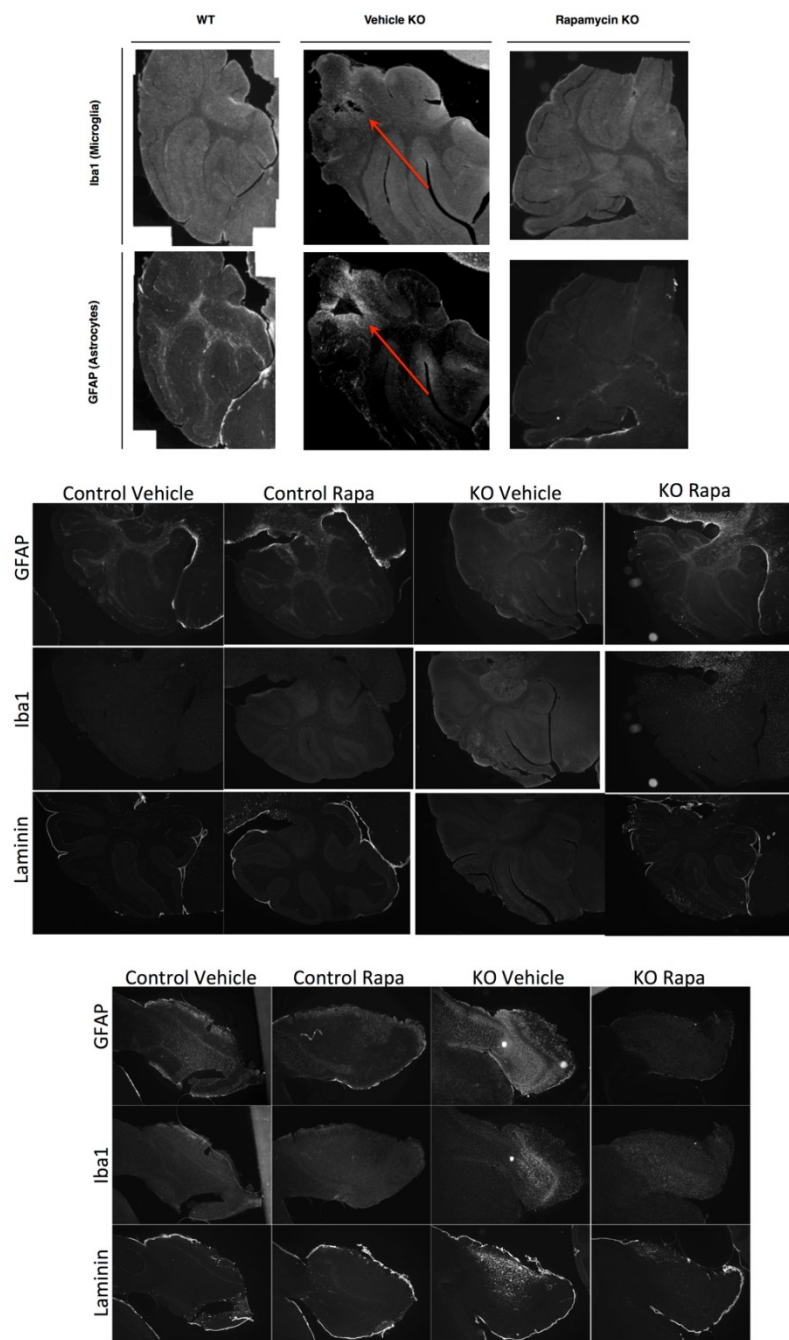 WT Vehicle KO Rapamycin KO
Iba1 (Microglia)
GFAP (Astrocytes)
Control Vehicle Control Rapa KO Vehicle KO Rapa
GFAP
Iba1
Laminin
Control Vehicle Control Rapa KO Vehicle KO Rapa
GFAP
Iba1
Laminin